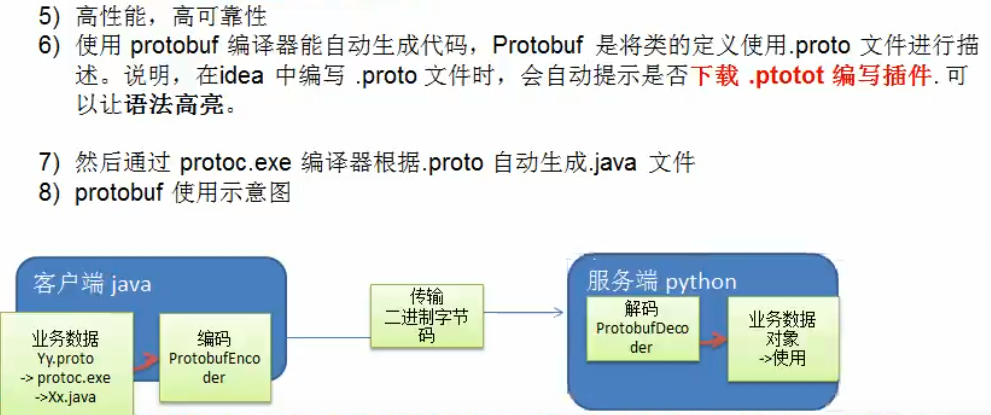 5) 高性能，高可靠性
6) 使用 protobuf 编译器能自动生成代码，Protobuf 是将类的定义使用.proto 文件进行描
述。说明，在idea 中编写 .proto 文件时，会自动提示是否下载 .ptotot 编写插件. 可
以让语法高亮。
7) 然后通过 protoc.exe 编译器根据.proto 自动生成.java 文件
8) protobuf 使用示意图
客户端 java
业务数据
Yy.proto
-> protoc.exe
->Xx.java
编码
ProtobufEnco
der
传输
二进制字节
码
服务端 python
解码
ProtobufDeco
der
业务数据
对象
->使用